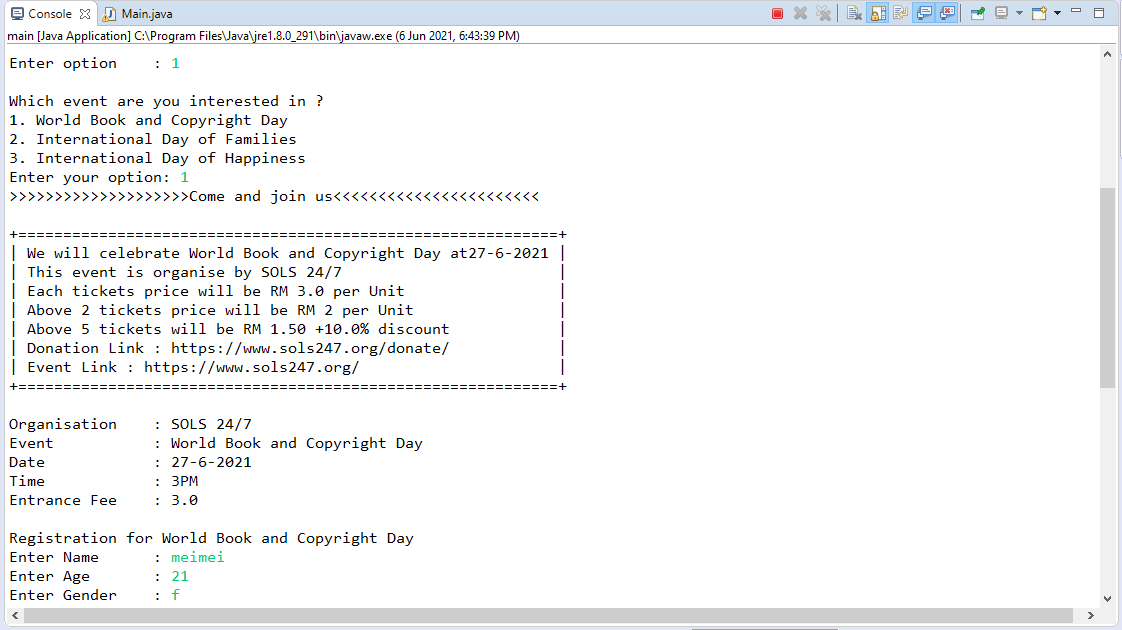 Console Main.java
main [Java Application] C:\Program Files\Java\jre1.8.0_291\bin\javaw.exe (6 Jun 2021, 6:43:39 PM)
Enter option    : 1
Which event are you interested in ?
1. World Book and Copyright Day
2. International Day of Families
3. International Day of Happiness
Enter your option: 1
>>>>>>>>>>>>>>>>>>>>Come and join us<<<<<<<<<<<<<<<<<<<<<<<
+============================================================+
| We will celebrate World Book and Copyright Day at27-6-2021 |
| This event is organise by SOLS 24/7                        |
| Each tickets price will be RM 3.0 per Unit                 |
| Above 2 tickets price will be RM 2 per Unit                |
| Above 5 tickets will be RM 1.50 +10.0% discount            |
| Donation Link : https://www.sols247.org/donate/            |
| Event Link : https://www.sols247.org/                      |
+============================================================+
Organisation    : SOLS 24/7
Event           : World Book and Copyright Day
Date            : 27-6-2021
Time            : 3PM
Entrance Fee    : 3.0
Registration for World Book and Copyright Day
Enter Name      : meimei
Enter Age       : 21
Enter Gender    : f